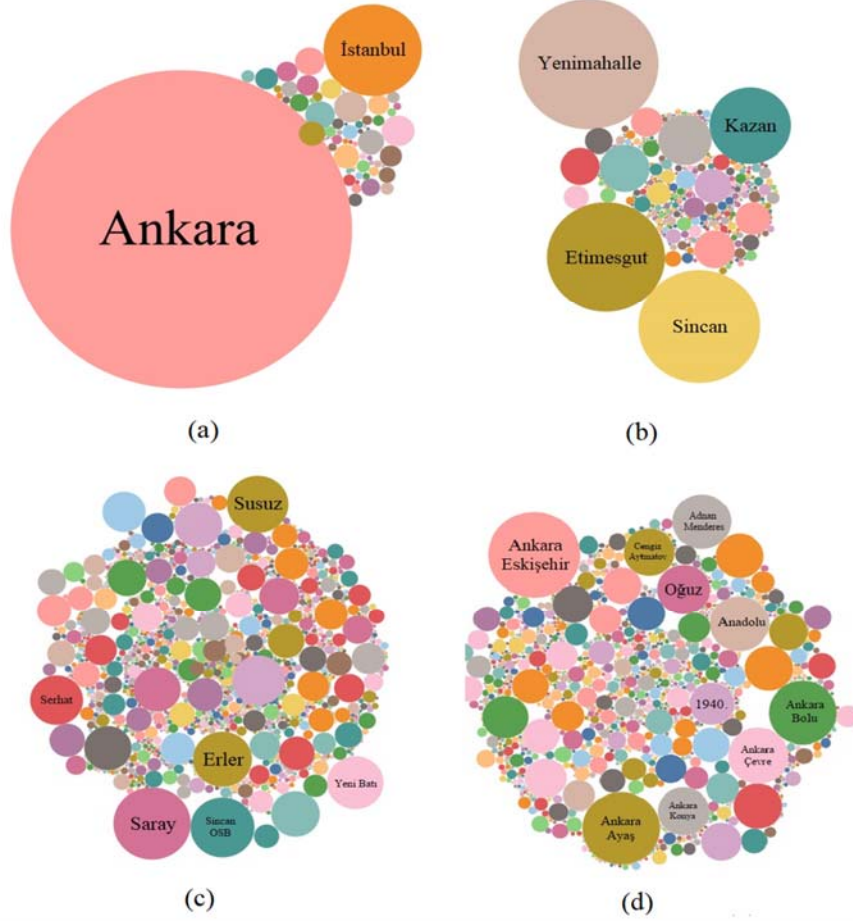 Ankara
İstanbul
(a)
Yenimahalle
Kazan
Etimesgut
Sincan
(b)
Susuz
Serhat
Erler
Yeni Batı
Saray
Sincan
OSB
(c)
Adnan
Menderes
Ankara
Eskişehir
Cengiz
Aytmatov
Oğuz
Anadolu
1940.
Ankara
Bolu
Ankara
Çevre
Ankara
Konya
Ankara
Ayaş
(d)